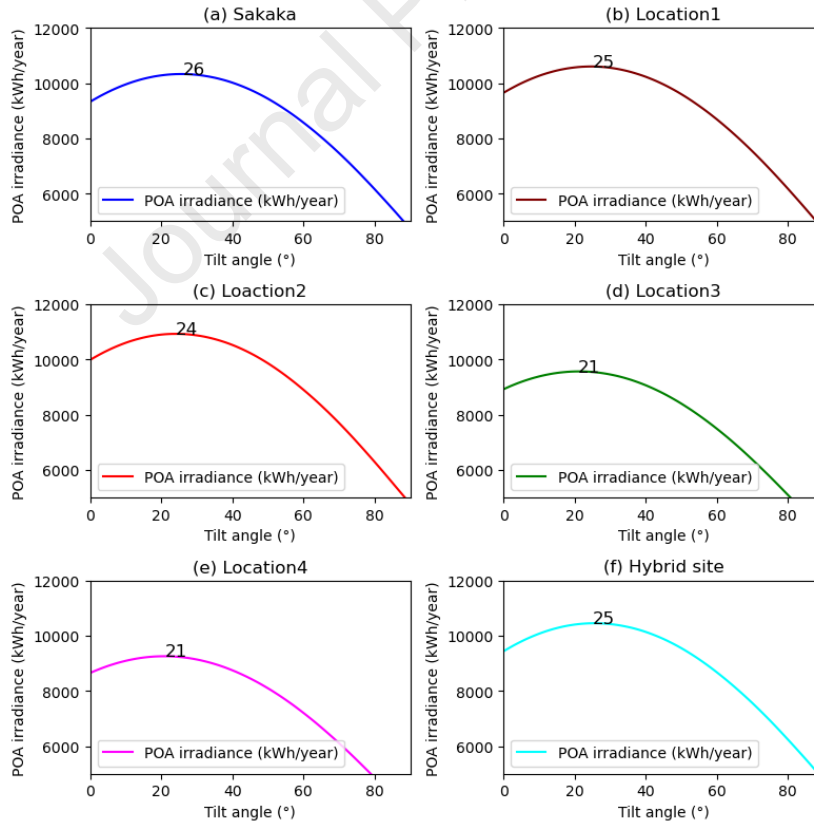 Journal P
(a) Sakaka
POA irradiance (kWh/year)
12000
10000
8000
6000
26
POA irradiance (kWh/year)
0 20 40 60 80
Tilt angle (°)
(b) Location1
POA irradiance (kWh/year)
12000
10000
8000
6000
25
POA irradiance (kWh/year)
0 20 40 60 80
Tilt angle (°)
(c) Loaction2
POA irradiance (kWh/year)
12000
10000
8000
6000
24
POA irradiance (kWh/year)
0 20 40 60 80
Tilt angle (°)
(d) Location3
POA irradiance (kWh/year)
12000
10000
8000
6000
21
POA irradiance (kWh/year)
0 20 40 60 80
Tilt angle (°)
(e) Location4
POA irradiance (kWh/year)
12000
10000
8000
6000
21
POA irradiance (kWh/year)
0 20 40 60 80
Tilt angle (°)
(f) Hybrid site
POA irradiance (kWh/year)
12000
10000
8000
6000
25
POA irradiance (kWh/year)
0 20 40 60 80
Tilt angle (°)